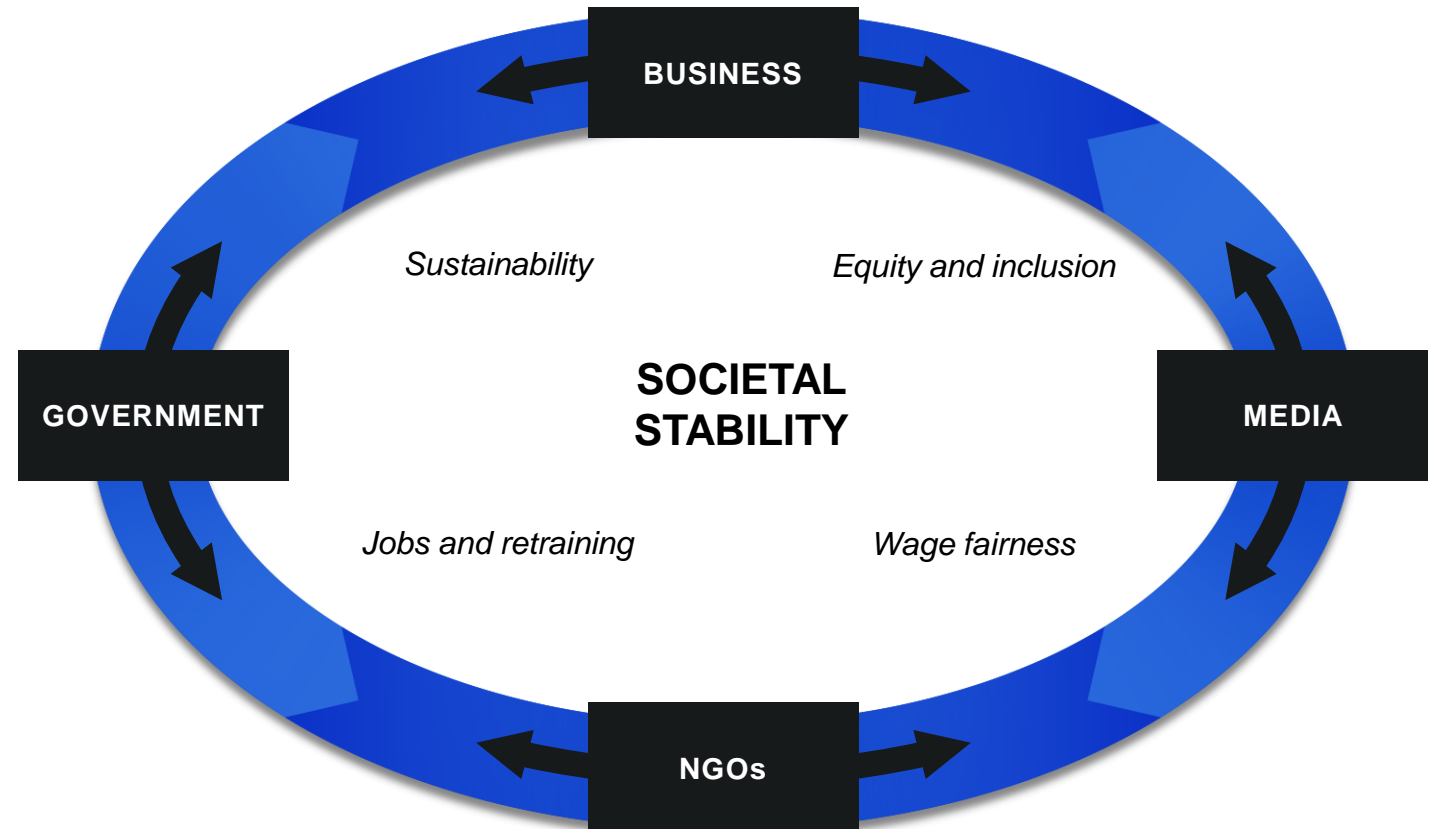 BUSINESS
Sustainability
Equity and inclusion
SOCIETAL
STABILITY
GOVERNMENT
MEDIA
Jobs and retraining
Wage fairness
NGOs